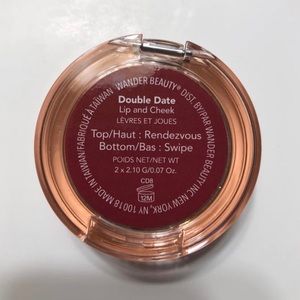 WANDER BEAUTY® DIST. BY/PAR WANDER BEAUTY INC NEW YORK, NY 10018 MADE IN TAIWAN/FABRIQUÉ À TAIWAN.
Double Date
Lip and Cheek
LÈVRES ET JOUES
Top/Haut : Rendezvous
Bottom/Bas : Swipe
POIDS NET/NET WT
2 x 2.10 G/0.07 Oz.
CD8
12M